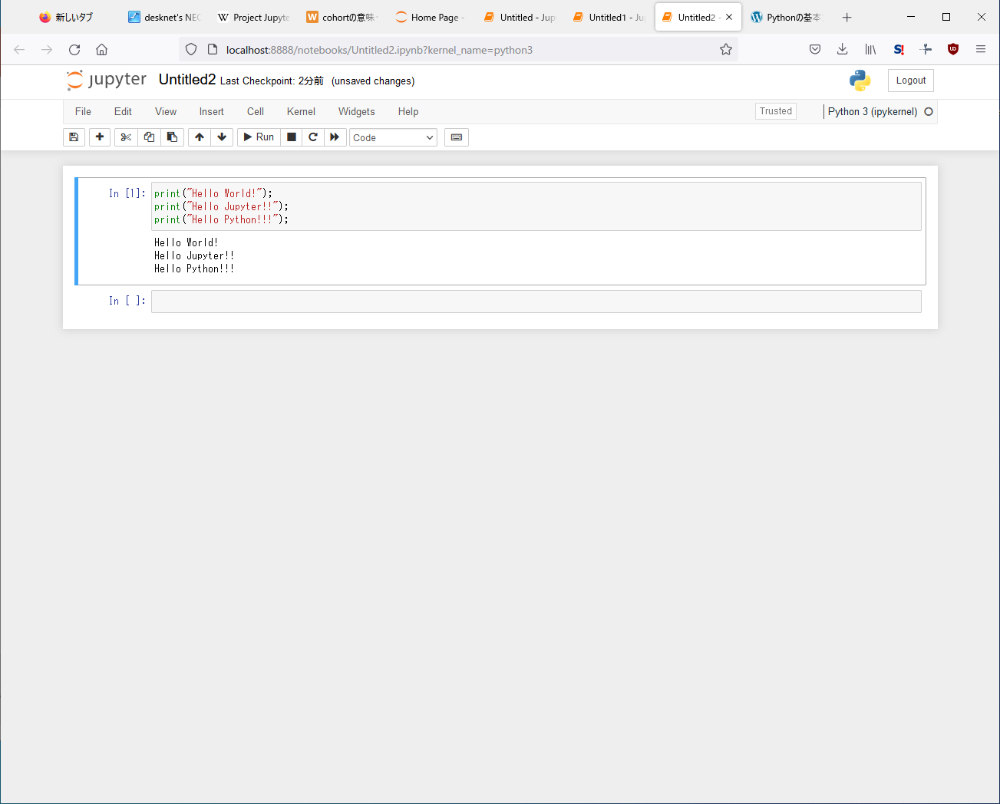 新しいタブ
desknet's NEO
Project Jupyte
cohortの意味
Home Page -
Untitled - Jup
Untitled1 - Ju
Untitled2 -
Pythonの基本
localhost:8888/notebooks/Untitled2.ipynb?kernel_name=python3
jupyter Untitled2 Last Checkpoint: 2分前 (unsaved changes)
Logout
File Edit View Insert Cell Kernel Widgets Help
Trusted
Python 3 (ipykernel)
Run
Code
In [1]: print("Hello World!");
print("Hello Jupyter!!");
print("Hello Python!!!");
Hello World!
Hello Jupyter!!
Hello Python!!!
In [ ]: